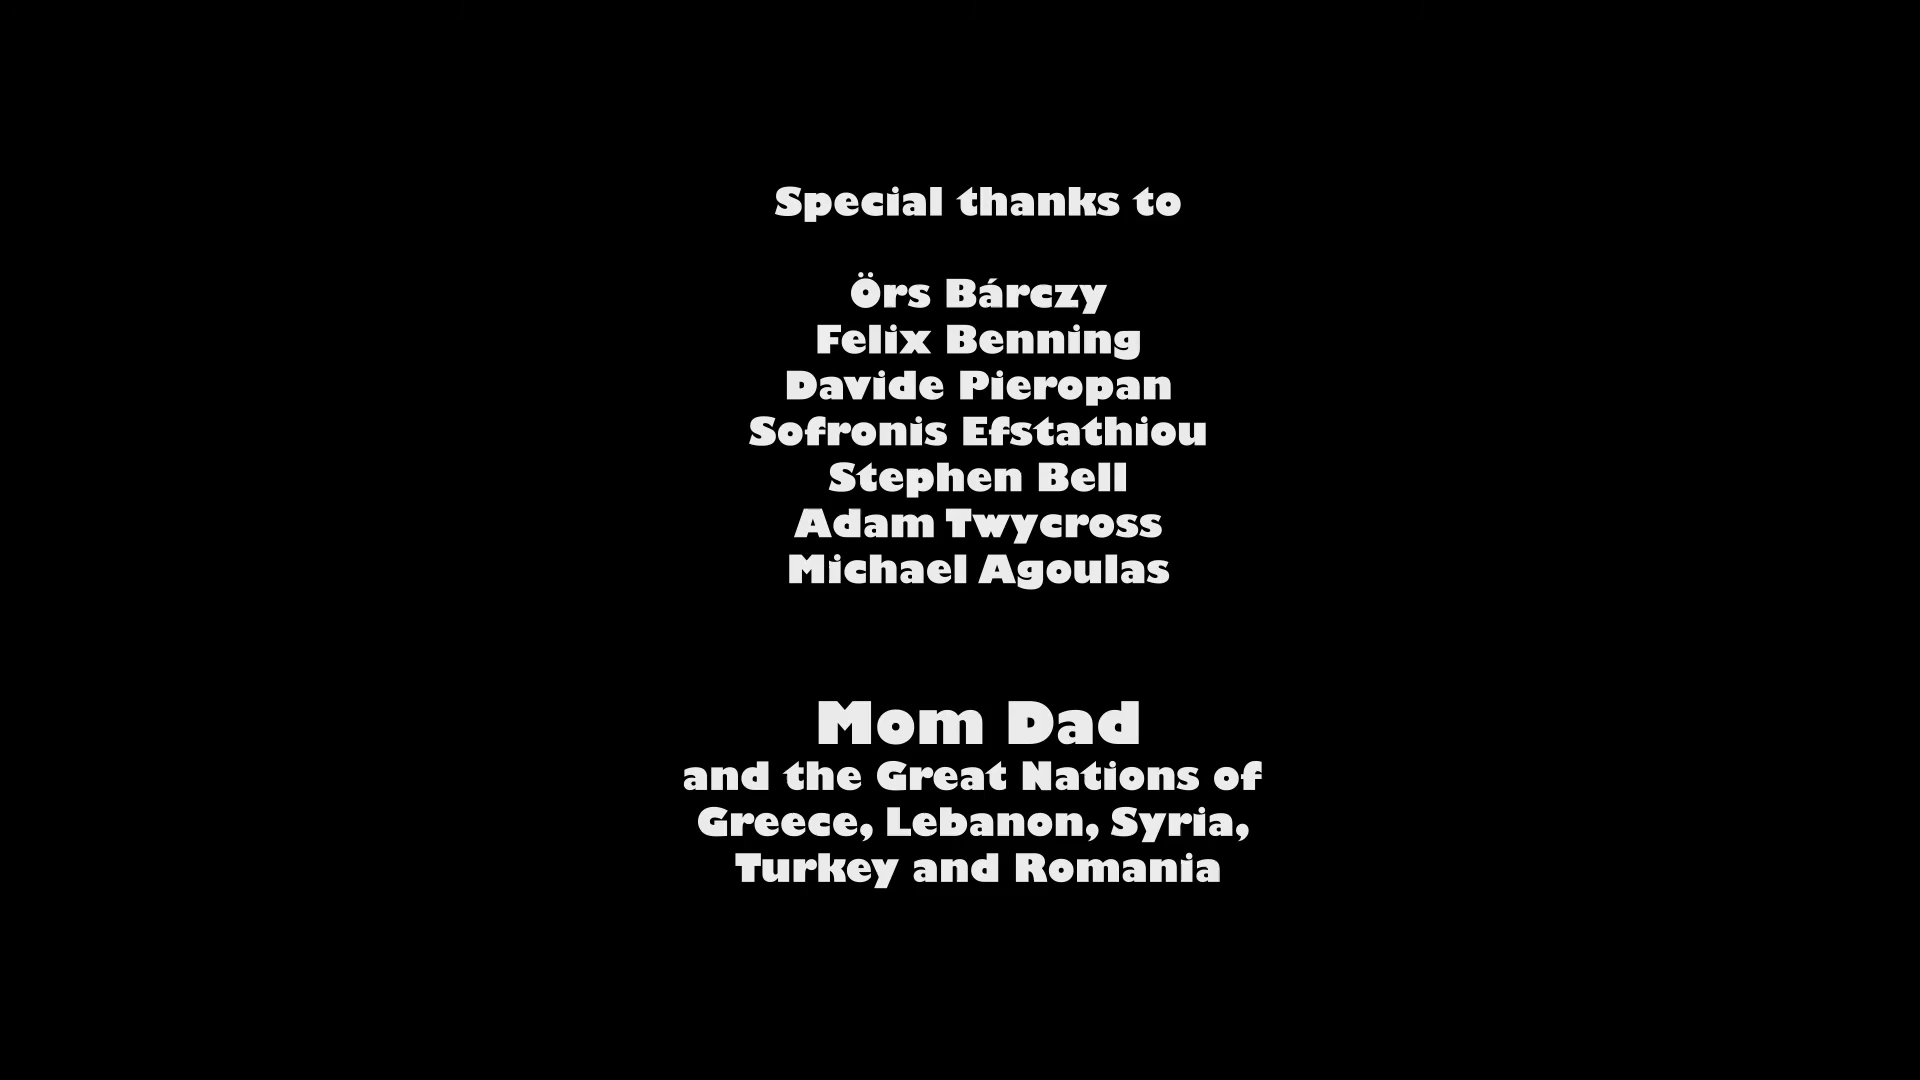 Special thanks to
Örs Bárczy
Felix Benning
Davide Pieropan
Sofronis Efstathiou
Stephen Bell
Adam Twycross
Michael Agoulas
Mom Dad
and the Great Nations of
Greece, Lebanon, Syria,
Turkey and Romania